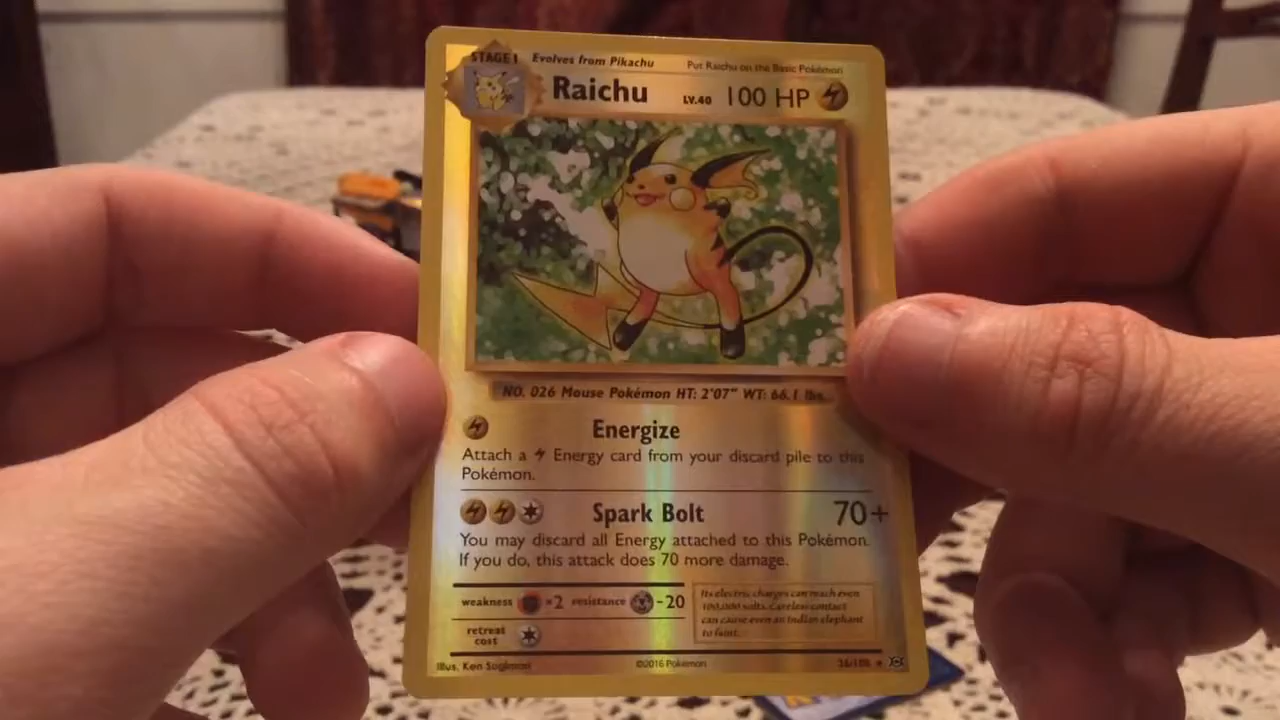 STAGE 1 Evolves from Pikachu Put Raichu on the Basic Pokémon
Raichu LV.40 100 HP
NO. 026 Mouse Pokémon HT: 2'07" WT: 66.1 lbs.
Energize
Attach a Energy card from your discard pile to this
Pokémon.
Spark Bolt 70+
You may discard all Energy attached to this Pokémon.
If you do, this attack does 70 more damage.
weakness ×2 resistance -20
Its electric charges can reach even
100,000 volts. Careless contact
can cause even an Indian elephant
to faint.
retreat
cost
Illus. Ken Sugimori ©2016 Pokémon 36/108